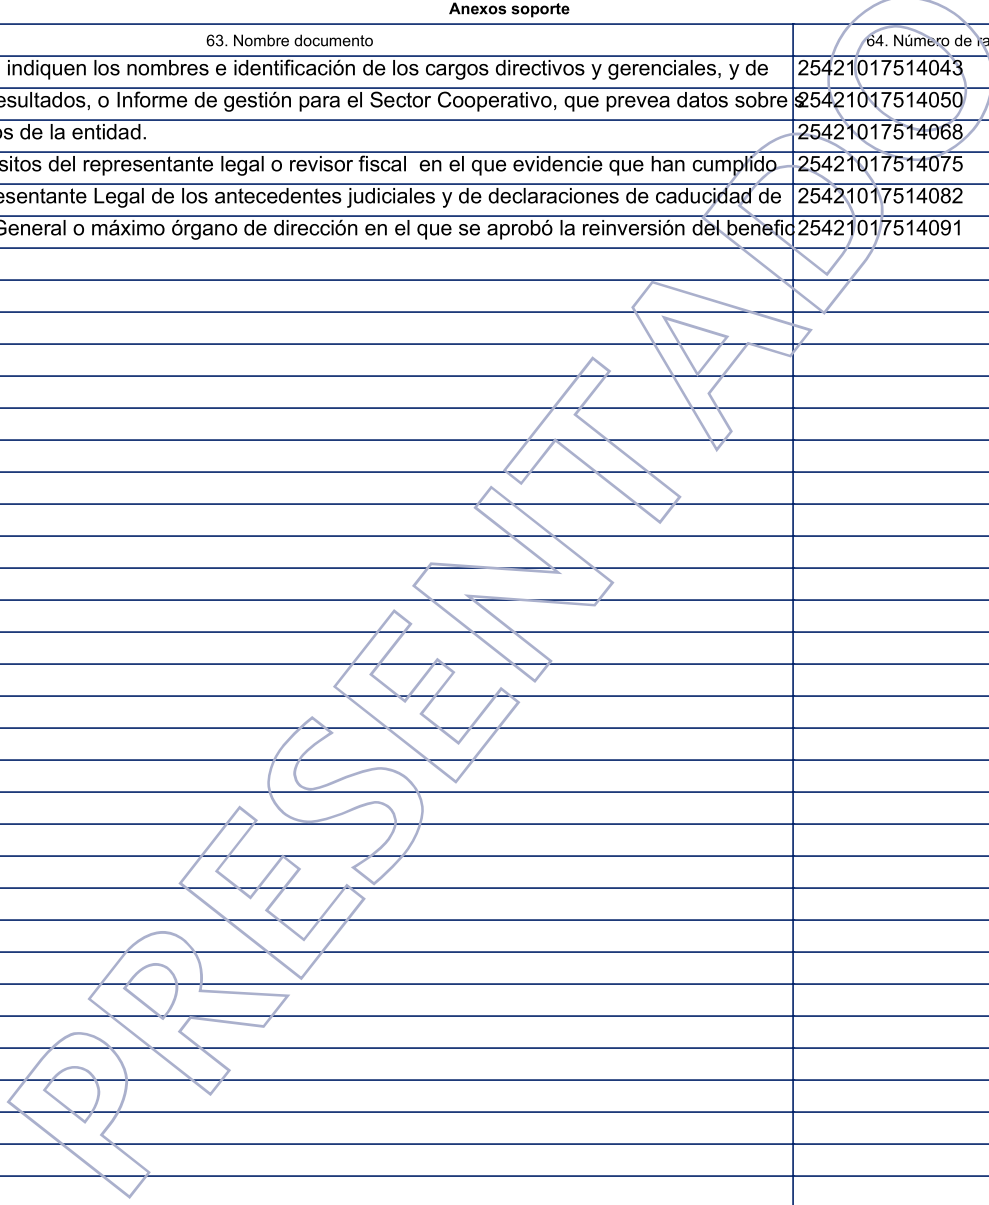 Anexos soporte
63. Nombre documento 64. Número de ra
indiquen los nombres e identificación de los cargos directivos y gerenciales, y de 25421017514043
esultados, o Informe de gestión para el Sector Cooperativo, que prevea datos sobre s 25421017514050
os de la entidad. 25421017514068
sitos del representante legal o revisor fiscal en el que evidencie que han cumplido 25421017514075
esentante Legal de los antecedentes judiciales y de declaraciones de caducidad de 25421017514082
General o máximo órgano de dirección en el que se aprobó la reinversión del benefic 25421017514091
PRESENTADO